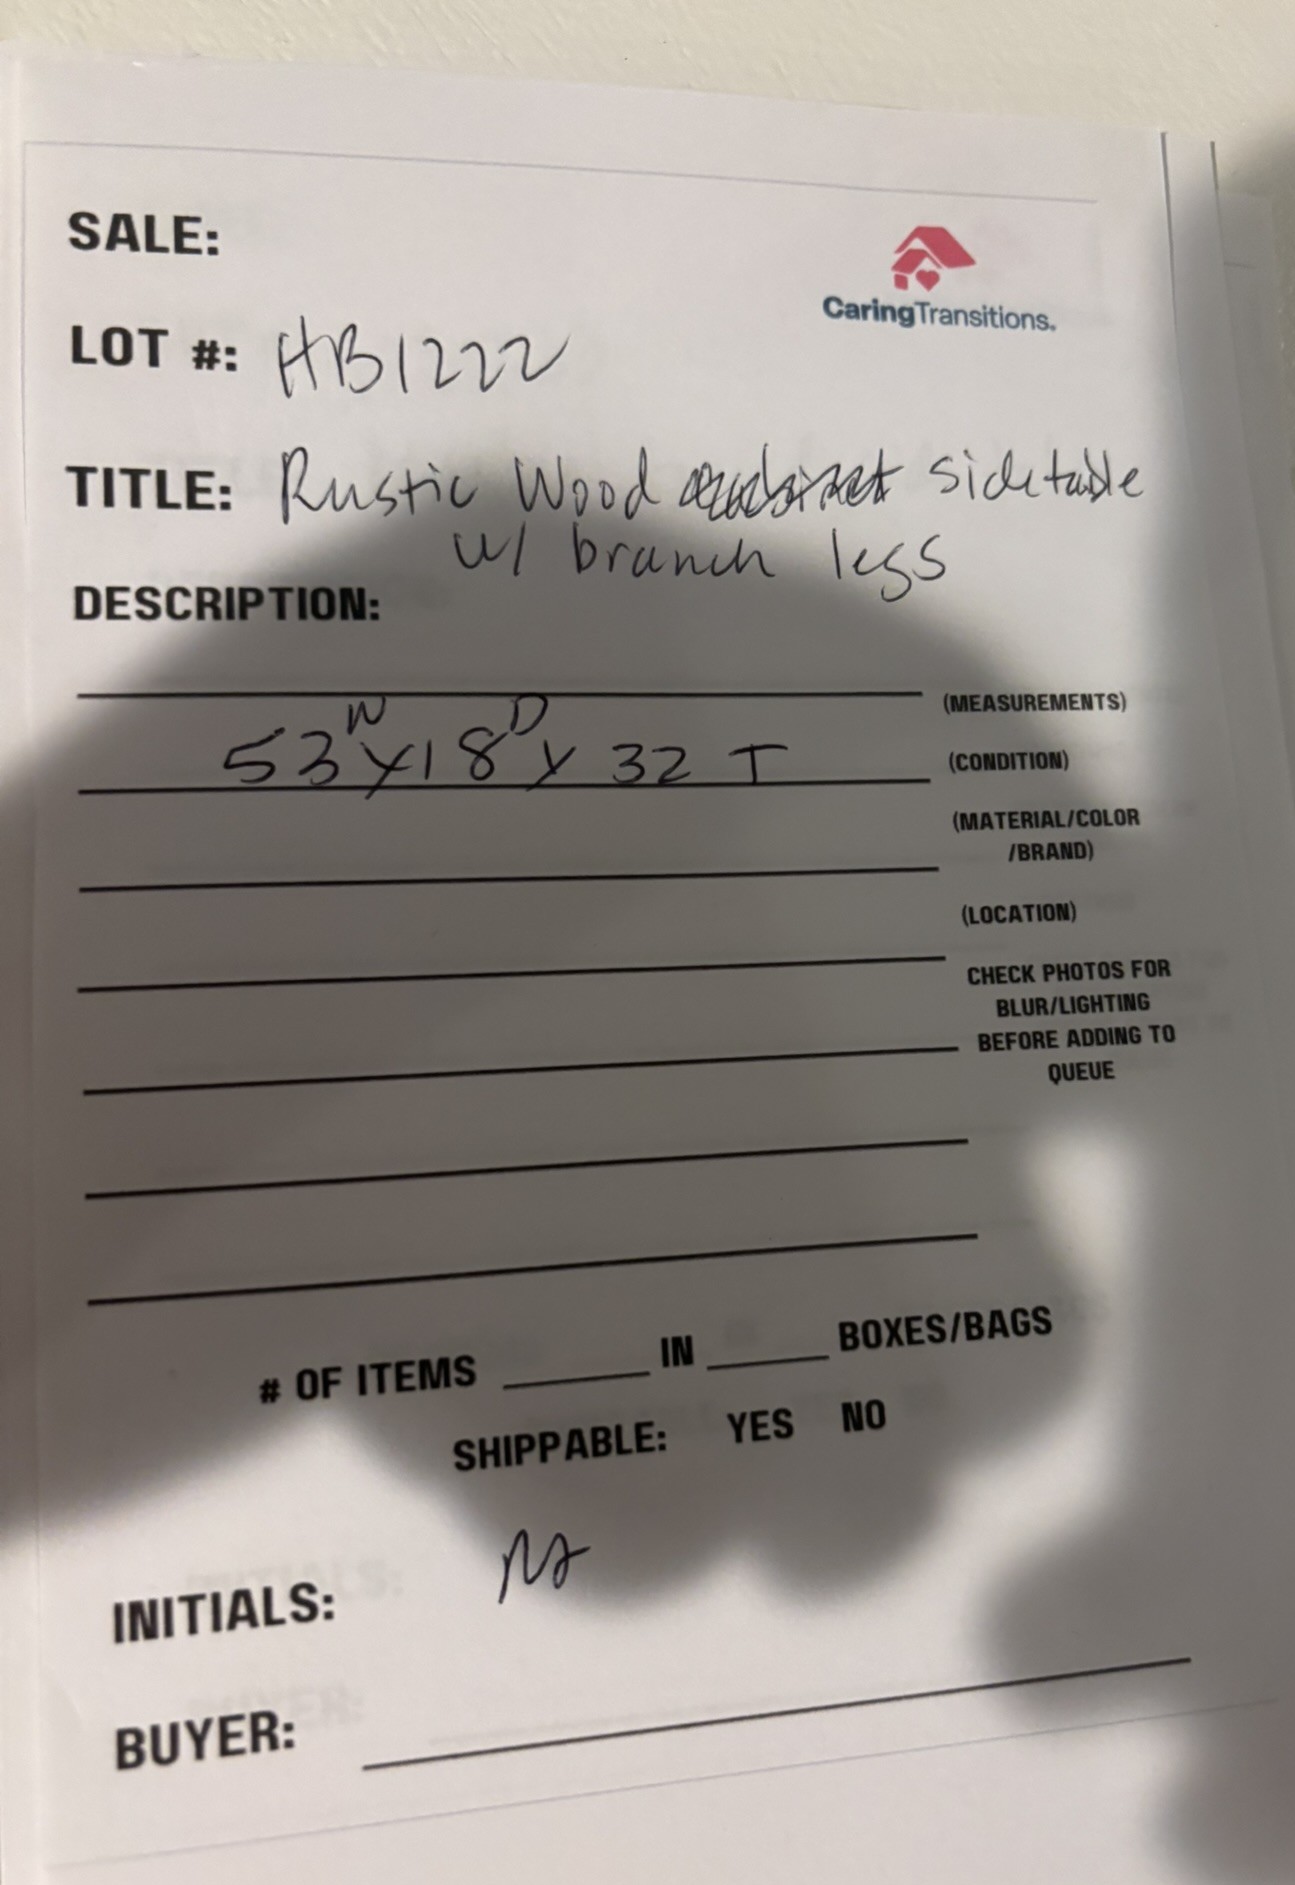 SALE:
CaringTransitions.
LOT #: HB1222
TITLE: Rustic Wood sidetable
w/ branch legs
DESCRIPTION:
(MEASUREMENTS)
53 W x 18 D x 32 T
(CONDITION)
(MATERIAL/COLOR
/BRAND)
(LOCATION)
CHECK PHOTOS FOR
BLUR/LIGHTING
BEFORE ADDING TO
QUEUE
# OF ITEMS IN BOXES/BAGS
SHIPPABLE: YES NO
INITIALS:
BUYER: